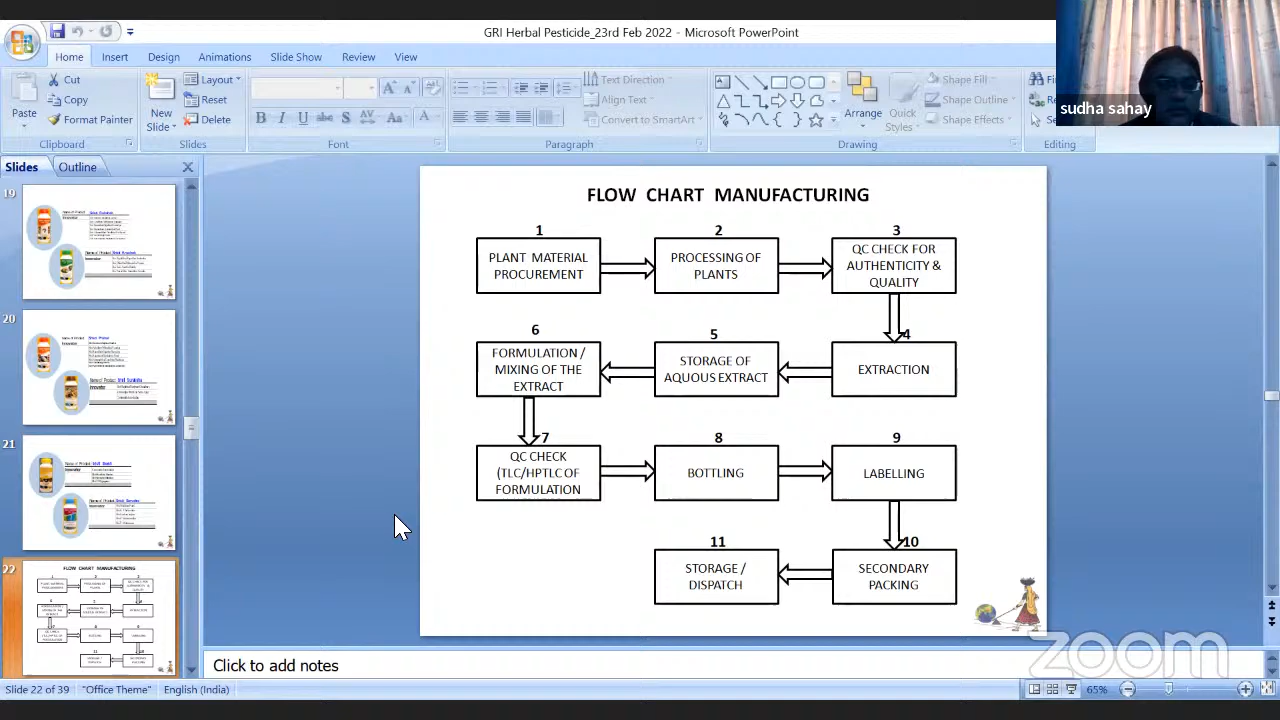 GRI Herbal Pesticide_23rd Feb 2022 - Microsoft PowerPoint
Home Insert Design Animations Slide Show Review View
Cut
Copy
Format Painter
Paste
Clipboard
New Slide
Layout
Reset
Delete
Slides
B I U abc S
Font
Text Direction
Align Text
Convert to SmartArt
Paragraph
Arrange
Quick Styles
Shape Fill
Shape Outline
Shape Effects
Drawing
Editing
sudha sahay
Slides Outline
19
20
21
22
FLOW CHART MANUFACTURING
1
PLANT MATERIAL
PROCUREMENT
2
PROCESSING OF
PLANTS
3
QC CHECK FOR
AUTHENTICITY &
QUALITY
4
EXTRACTION
5
STORAGE OF
AQUOUS EXTRACT
6
FORMULATION /
MIXING OF THE
EXTRACT
7
QC CHECK
(TLC/HPTLC OF
FORMULATION
8
BOTTLING
9
LABELLING
10
SECONDARY
PACKING
11
STORAGE /
DISPATCH
zoom
Click to add notes
Slide 22 of 39 "Office Theme" English (India) 65%